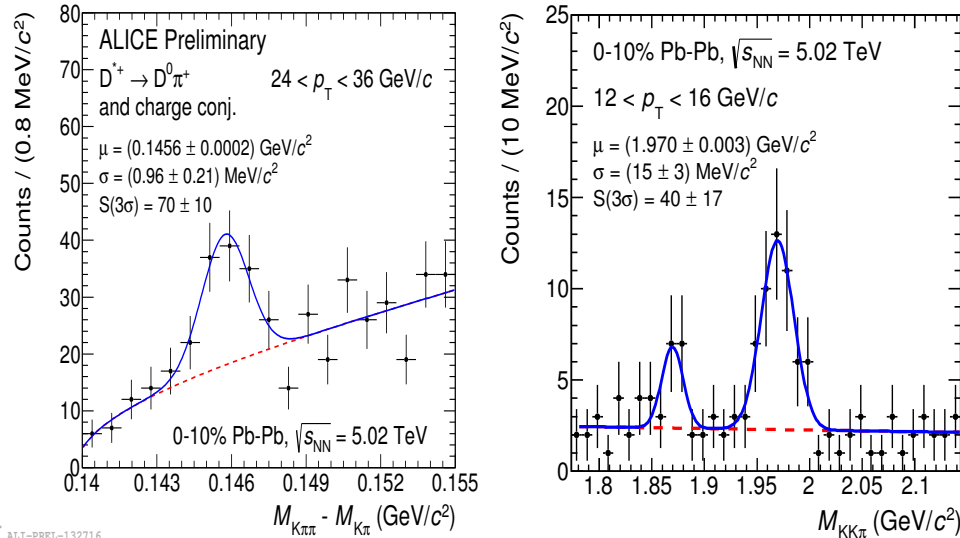 ALICE Preliminary
D*+ → D0π+
and charge conj.
24 < pT < 36 GeV/c
μ = (0.1456 ± 0.0002) GeV/c²
σ = (0.96 ± 0.21) MeV/c²
S(3σ) = 70 ± 10
0-10% Pb-Pb, √sNN = 5.02 TeV
Counts / (0.8 MeV/c²)
80
70
60
50
40
30
20
10
0
0.14 0.143 0.146 0.149 0.152 0.155
MKππ - MKπ (GeV/c²)
ALI-PREL-132716
0-10% Pb-Pb, √sNN = 5.02 TeV
12 < pT < 16 GeV/c
μ = (1.970 ± 0.003) GeV/c²
σ = (15 ± 3) MeV/c²
S(3σ) = 40 ± 17
Counts / (10 MeV/c²)
25
20
15
10
5
0
1.8 1.85 1.9 1.95 2 2.05 2.1
MKKπ (GeV/c²)